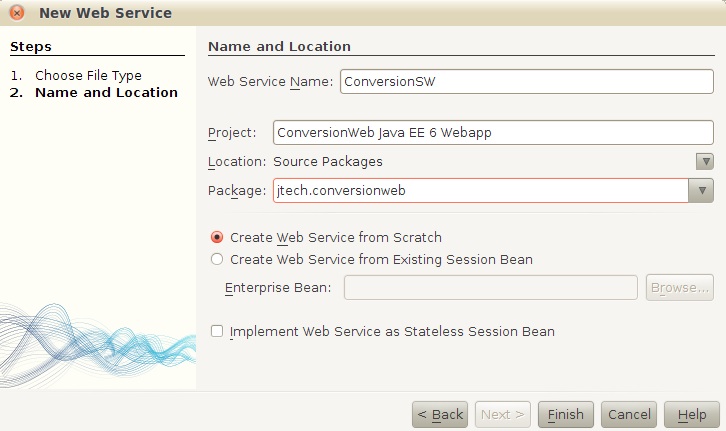 New Web Service
Steps
1. Choose File Type
2. Name and Location
Name and Location
Web Service Name: ConversionSW
Project: ConversionWeb Java EE 6 Webapp
Location: Source Packages
Package: jtech.conversionweb
Create Web Service from Scratch
Create Web Service from Existing Session Bean
Enterprise Bean: Browse...
Implement Web Service as Stateless Session Bean
< Back Next > Finish Cancel Help